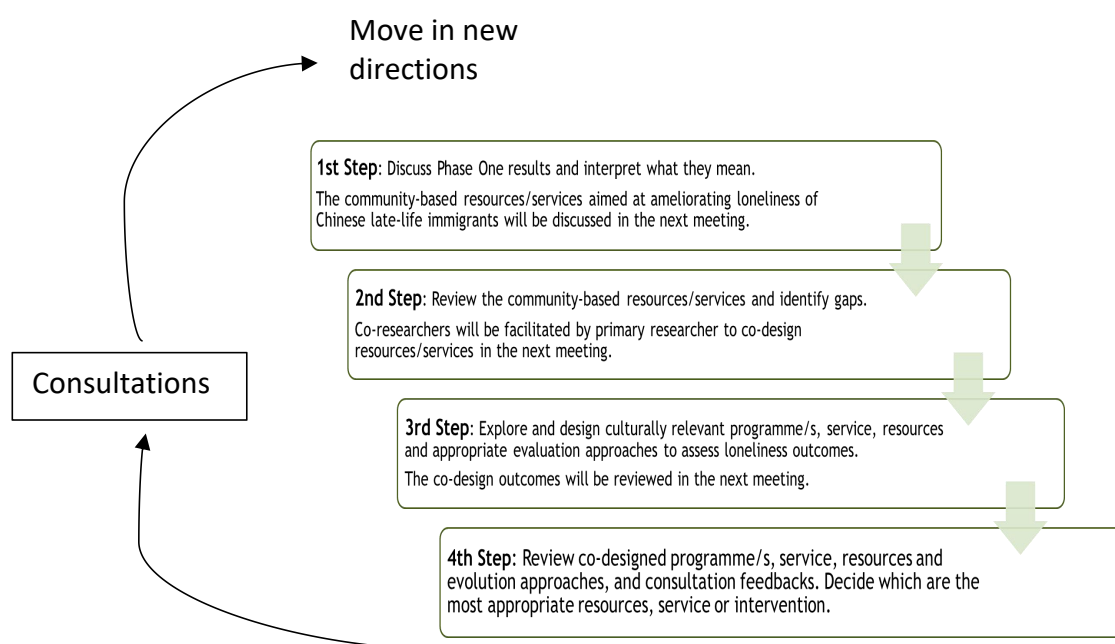 Move in new
directions
1st Step: Discuss Phase One results and interpret what they mean.
The community-based resources/services aimed at ameliorating loneliness of
Chinese late-life immigrants will be discussed in the next meeting.
2nd Step: Review the community-based resources/services and identify gaps.
Co-researchers will be facilitated by primary researcher to co-design
resources/services in the next meeting.
Consultations
3rd Step: Explore and design culturally relevant programme/s, service, resources
and appropriate evaluation approaches to assess loneliness outcomes.
The co-design outcomes will be reviewed in the next meeting.
4th Step: Review co-designed programme/s, service, resources and
evolution approaches, and consultation feedbacks. Decide which are the
most appropriate resources, service or intervention.